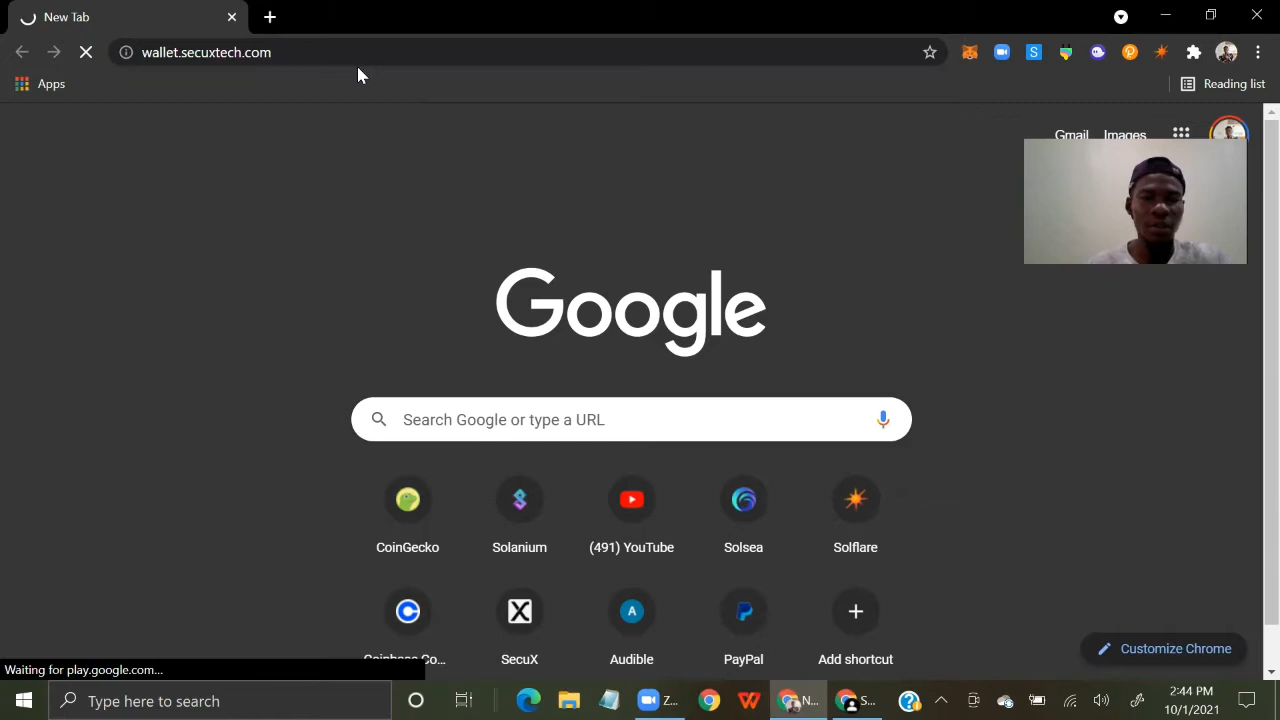 New Tab
wallet.secuxtech.com
Apps
Reading list
Gmail Images
Google
Search Google or type a URL
CoinGecko Solanium (491) YouTube Solsea Solflare
A
Coinbase Co... SecuX Audible PayPal Add shortcut
Customize Chrome
Waiting for play.google.com...
Type here to search
Z...
N...
S...
2:44 PM
10/1/2021